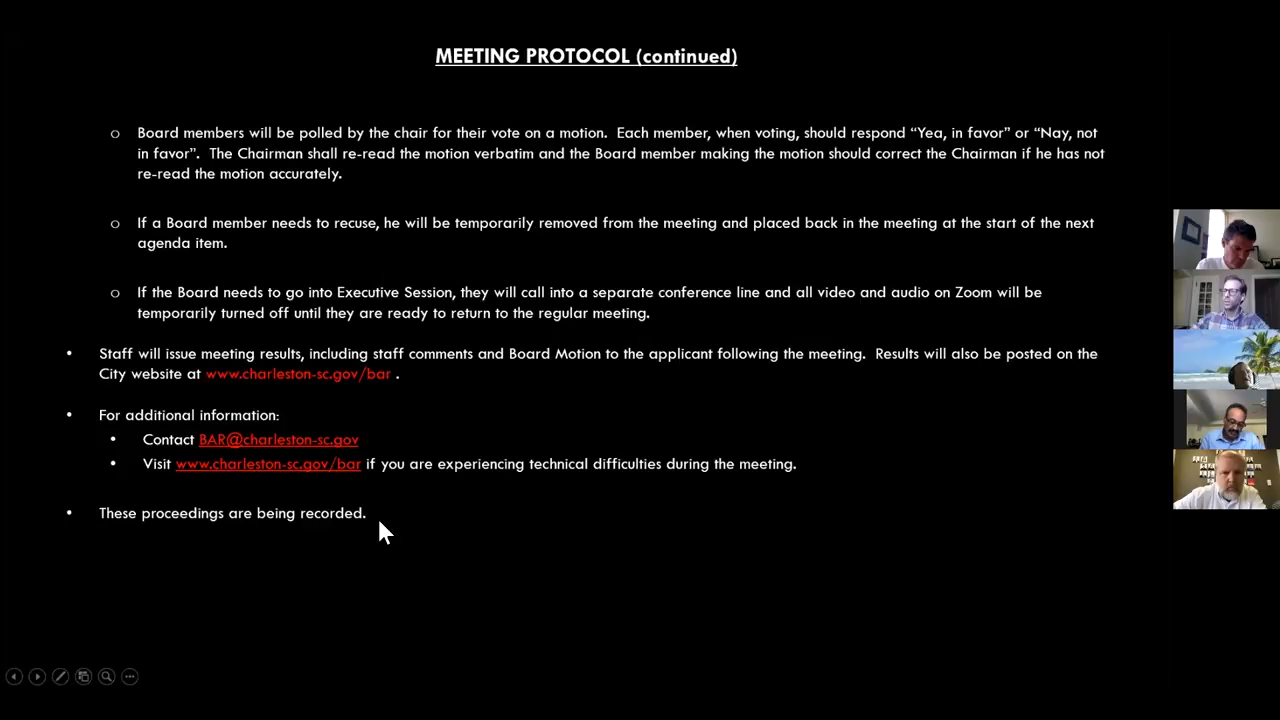 MEETING PROTOCOL (continued)
o Board members will be polled by the chair for their vote on a motion. Each member, when voting, should respond “Yea, in favor” or “Nay, not
in favor”. The Chairman shall re-read the motion verbatim and the Board member making the motion should correct the Chairman if he has not
re-read the motion accurately.
o If a Board member needs to recuse, he will be temporarily removed from the meeting and placed back in the meeting at the start of the next
agenda item.
o If the Board needs to go into Executive Session, they will call into a separate conference line and all video and audio on Zoom will be
temporarily turned off until they are ready to return to the regular meeting.
• Staff will issue meeting results, including staff comments and Board Motion to the applicant following the meeting. Results will also be posted on the
City website at www.charleston-sc.gov/bar .
• For additional information:
• Contact BAR@charleston-sc.gov
• Visit www.charleston-sc.gov/bar if you are experiencing technical difficulties during the meeting.
• These proceedings are being recorded.